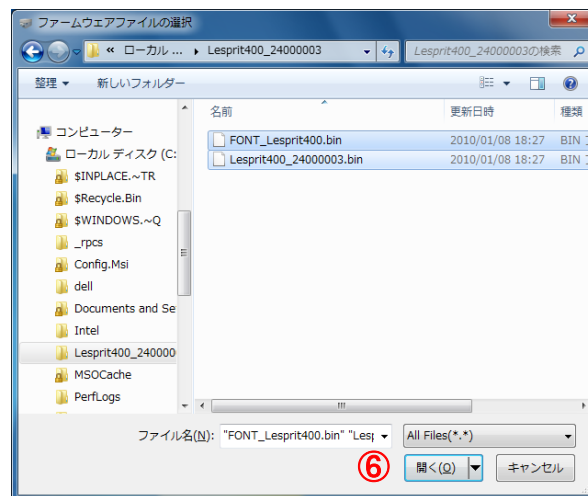 ファームウェアファイルの選択
« ローカル ... ▸ Lesprit400_24000003
Lesprit400_24000003の検索
整理 ▼ 新しいフォルダー
名前 更新日時 種類
コンピューター
ローカル ディスク (C:
$INPLACE.~TR
$Recycle.Bin
$WINDOWS.~Q
_rpcs
Config.Msi
dell
Documents and Se
Intel
Lesprit400_240000
MSOCache
PerfLogs
FONT_Lesprit400.bin 2010/01/08 18:27 BIN
Lesprit400_24000003.bin 2010/01/08 18:27 BIN
ファイル名(N): "FONT_Lesprit400.bin" "Lesp All Files(*.*)
⑥ 開く(O) キャンセル